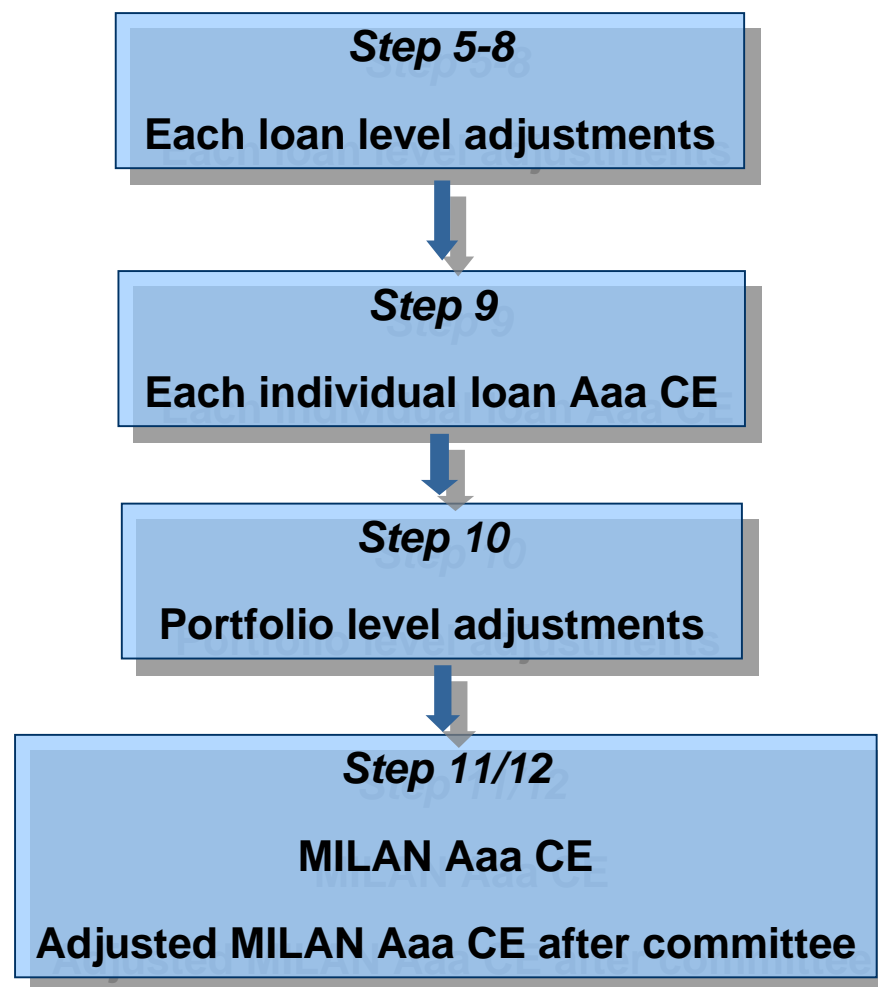 Step 5-8
Each loan level adjustments
Step 9
Each individual loan Aaa CE
Step 10
Portfolio level adjustments
Step 11/12
MILAN Aaa CE
Adjusted MILAN Aaa CE after committee